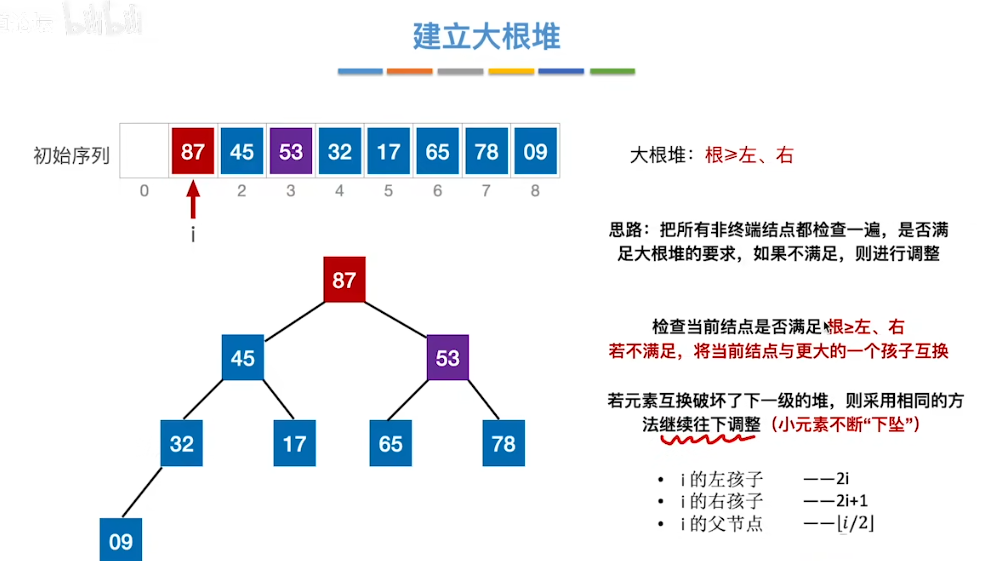 bilibili
建立大根堆
初始序列
87 45 53 32 17 65 78 09
0 2 3 4 5 6 7 8
i
大根堆：根≥左、右
思路：把所有非终端结点都检查一遍，是否满
足大根堆的要求，如果不满足，则进行调整
87
45 53
32 17 65 78
09
检查当前结点是否满足根≥左、右
若不满足，将当前结点与更大的一个孩子互换
若元素互换破坏了下一级的堆，则采用相同的方
法继续往下调整（小元素不断“下坠”）
• i 的左孩子 ——2i
• i 的右孩子 ——2i+1
• i 的父节点 ——⌊i/2⌋